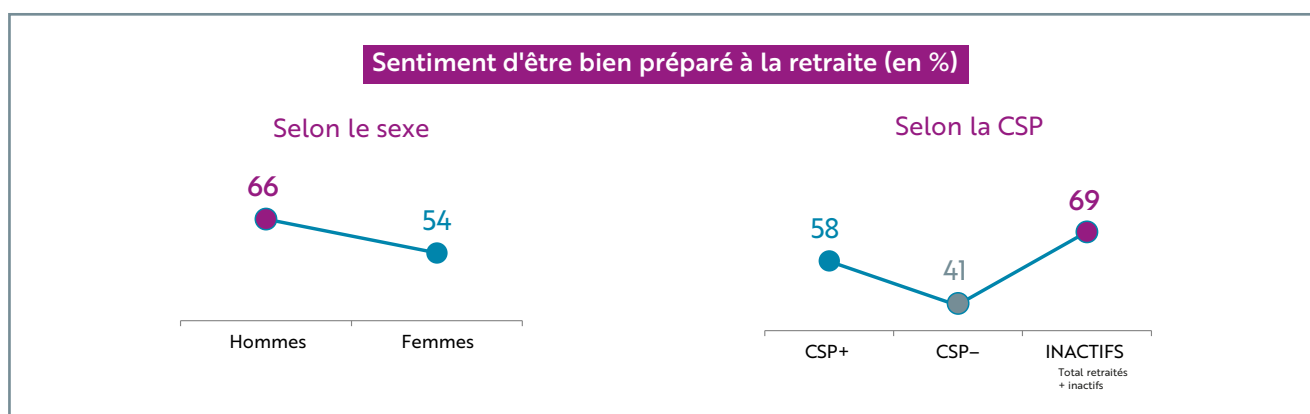 Sentiment d'être bien préparé à la retraite (en %)
Selon le sexe
66
54
Hommes
Femmes
Selon la CSP
58
41
69
CSP+
CSP–
INACTIFS
Total retraités
+ inactifs